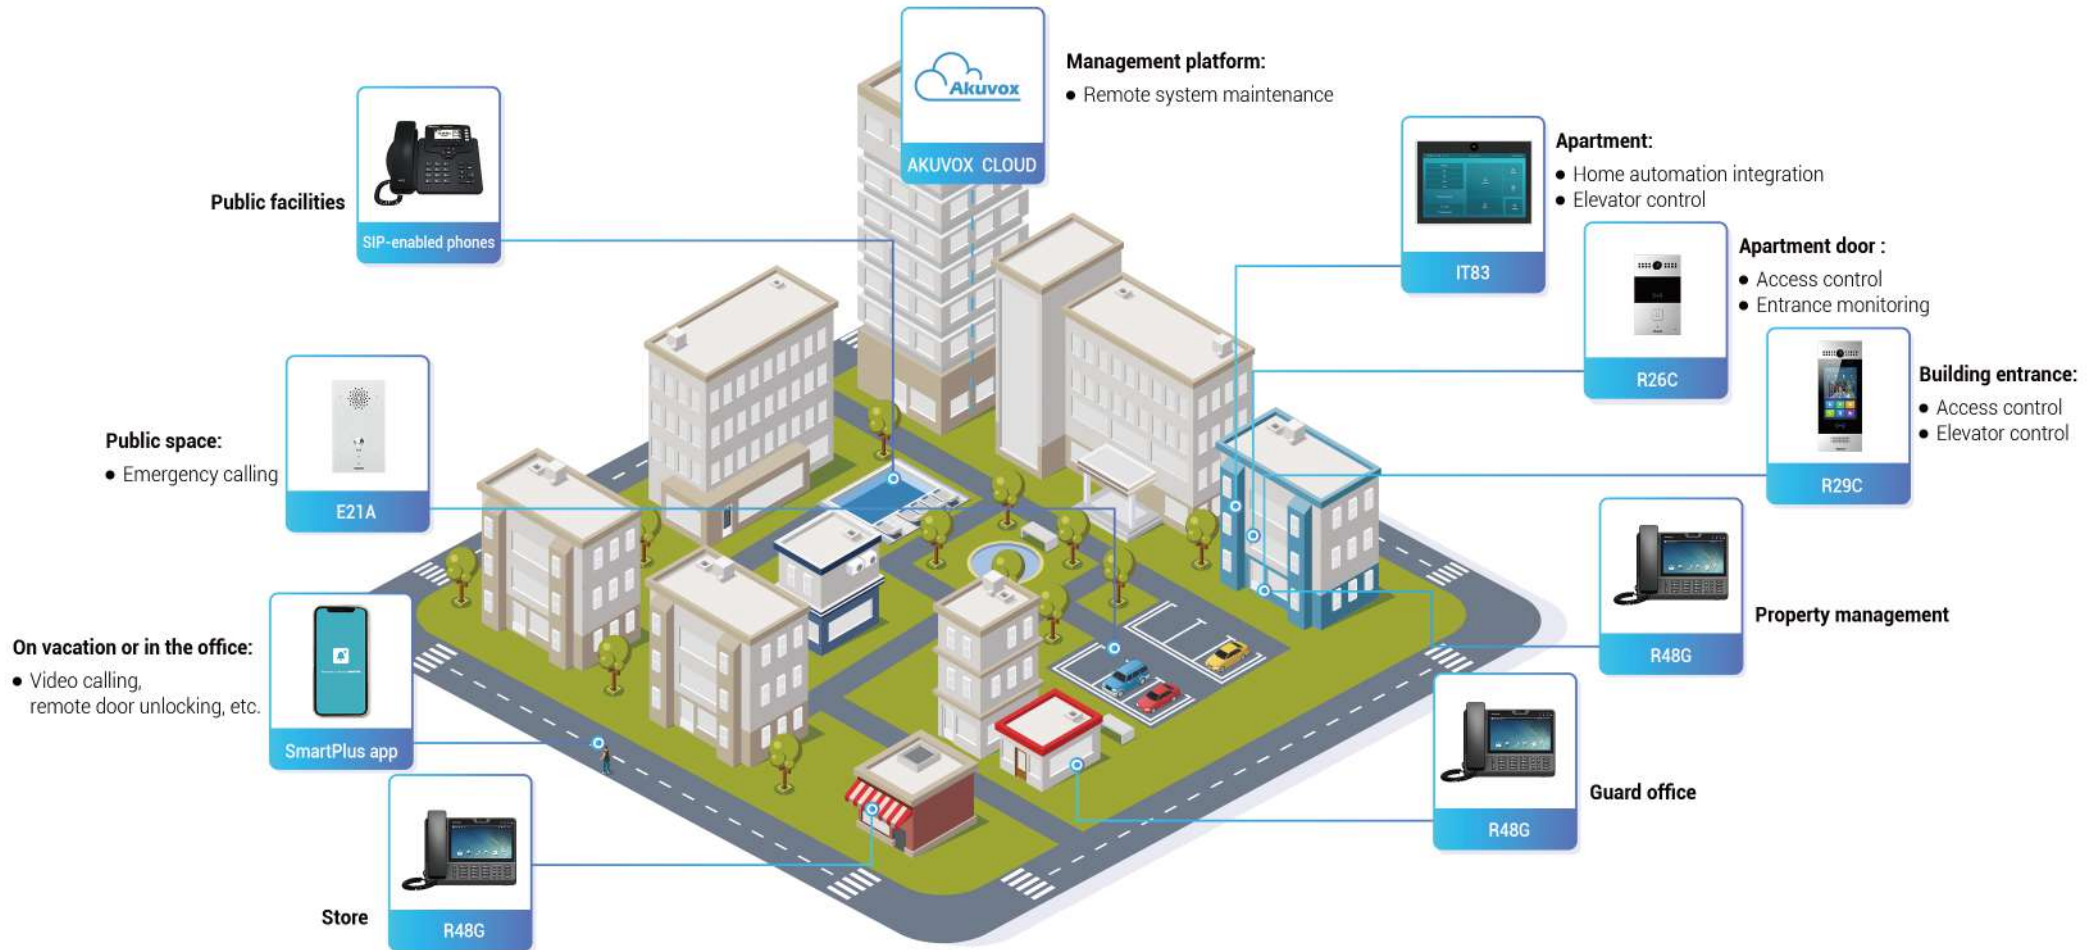 Akuvox
AKUVOX CLOUD
Management platform:
● Remote system maintenance
SIP-enabled phones
Public facilities
IT83
Apartment:
● Home automation integration
● Elevator control
R26C
Apartment door :
● Access control
● Entrance monitoring
R29C
Building entrance:
● Access control
● Elevator control
E21A
Public space:
● Emergency calling
R48G
Property management
SmartPlus app
On vacation or in the office:
● Video calling,
remote door unlocking, etc.
R48G
Guard office
R48G
Store